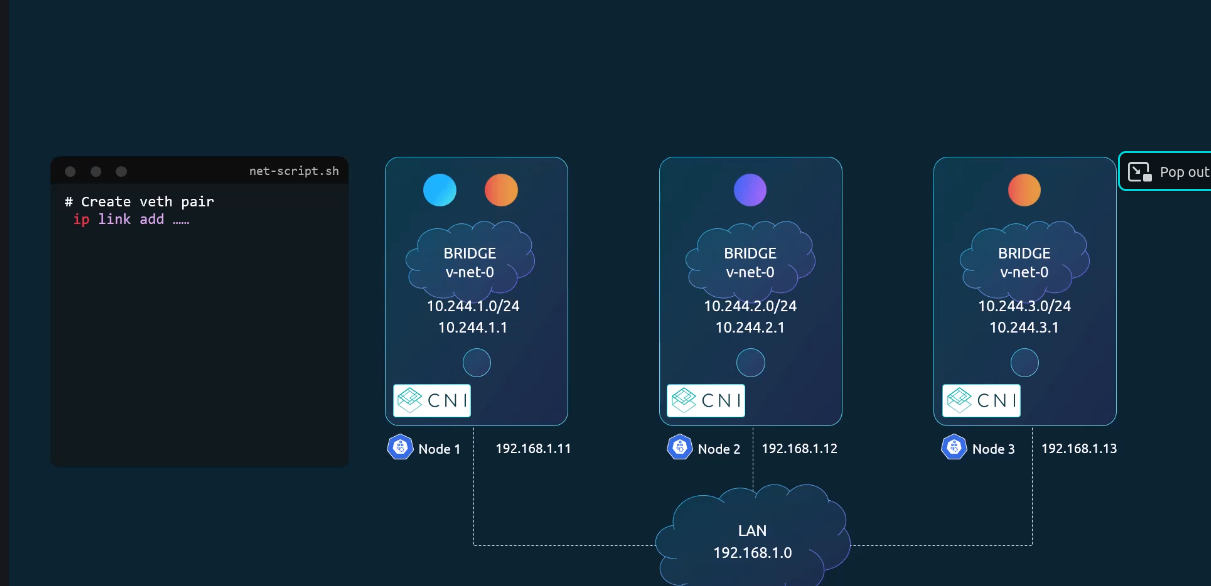 net-script.sh
# Create veth pair
ip link add ......
BRIDGE
v-net-0
10.244.1.0/24
10.244.1.1
CNI
Node 1
192.168.1.11
BRIDGE
v-net-0
10.244.2.0/24
10.244.2.1
CNI
Node 2
192.168.1.12
BRIDGE
v-net-0
10.244.3.0/24
10.244.3.1
CNI
Node 3
192.168.1.13
Pop out
LAN
192.168.1.0